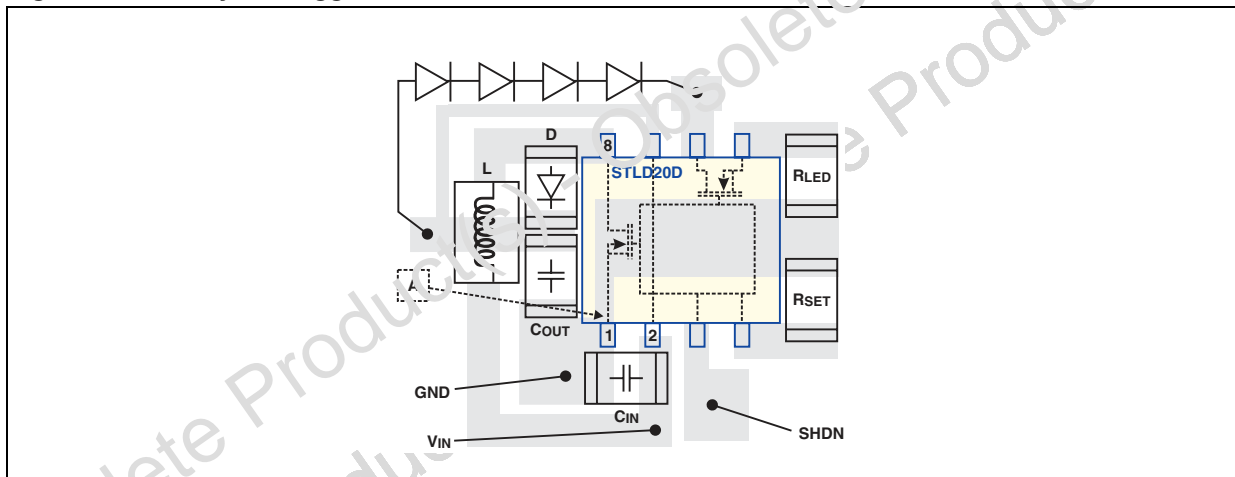 Obsolete Product(s) - Obsolete Product
D
8
L
STLD20D
RLED
A
RSET
COUT
1
2
GND
CIN
VIN
SHDN